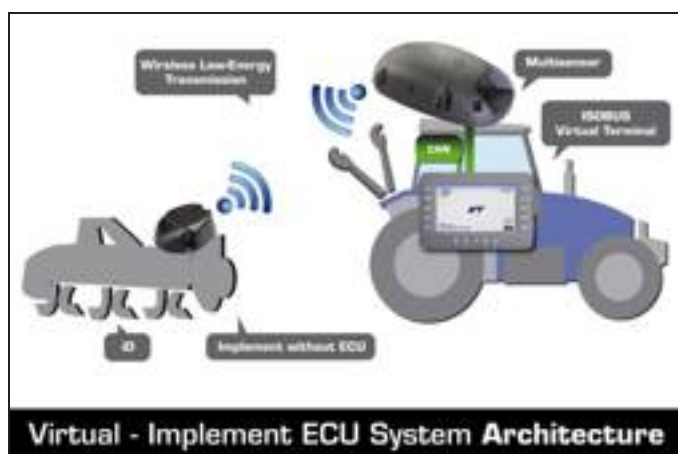 Wireless Low-Energy
Transmission
Multisensor
ISOBUS
Virtual Terminal
CAN
iD
Implement without ECU
Virtual - Implement ECU System Architecture